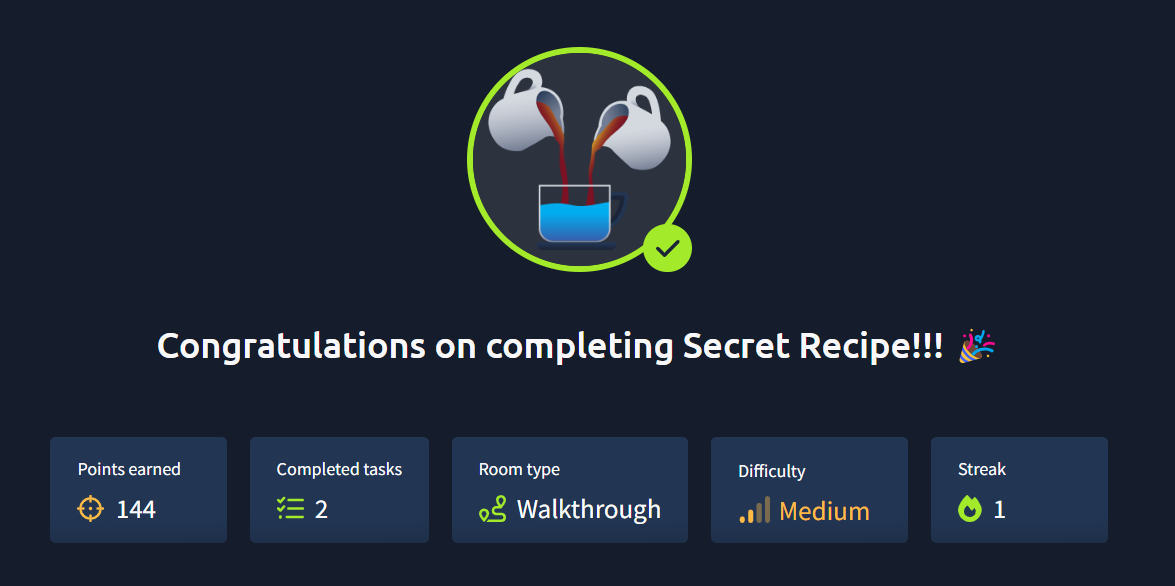 Congratulations on completing Secret Recipe!!! 🎉
Points earned
144
Completed tasks
2
Room type
Walkthrough
Difficulty
Medium
Streak
1